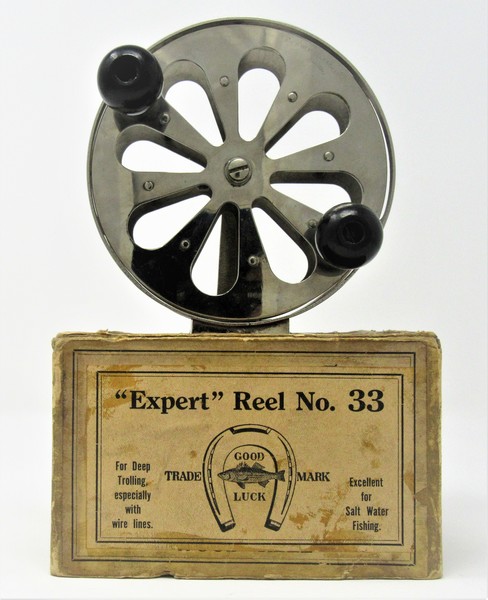 "Expert" Reel No. 33
For Deep
Trolling,
especially
with
wire lines.
GOOD
TRADE MARK
LUCK
Excellent
for
Salt Water
Fishing.